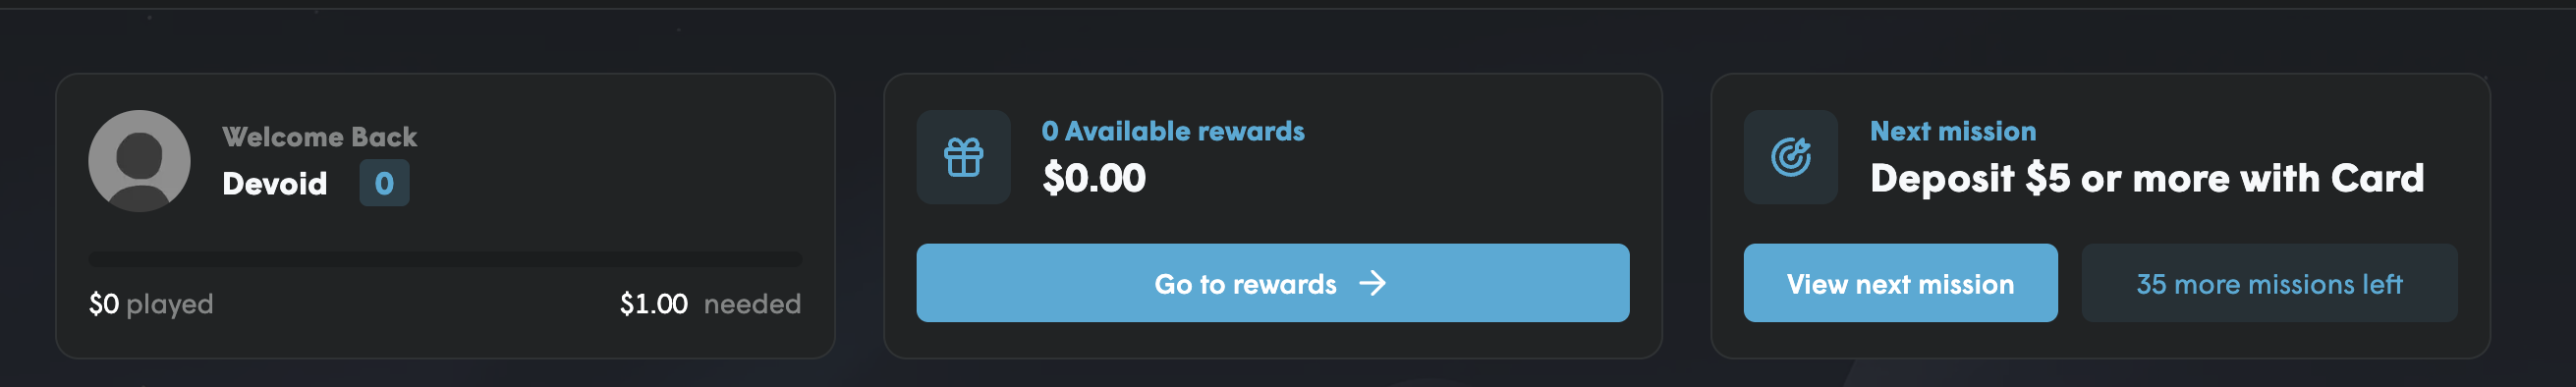 Welcome Back
Devoid 0
$0 played
$1.00 needed
0 Available rewards
$0.00
Go to rewards
Next mission
Deposit $5 or more with Card
View next mission
35 more missions left